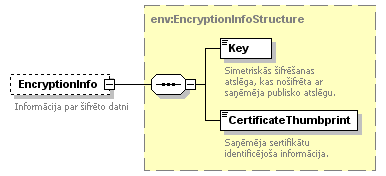 env:EncryptionInfoStructure
Key
Simetriskās šifrēšanas
atslēga, kas nošifrēta ar
saņēmēja publisko atslēgu.
EncryptionInfo
Informācija par šifrēto datni
CertificateThumbprint
Saņēmēja sertifikātu
identificējoša informācija.